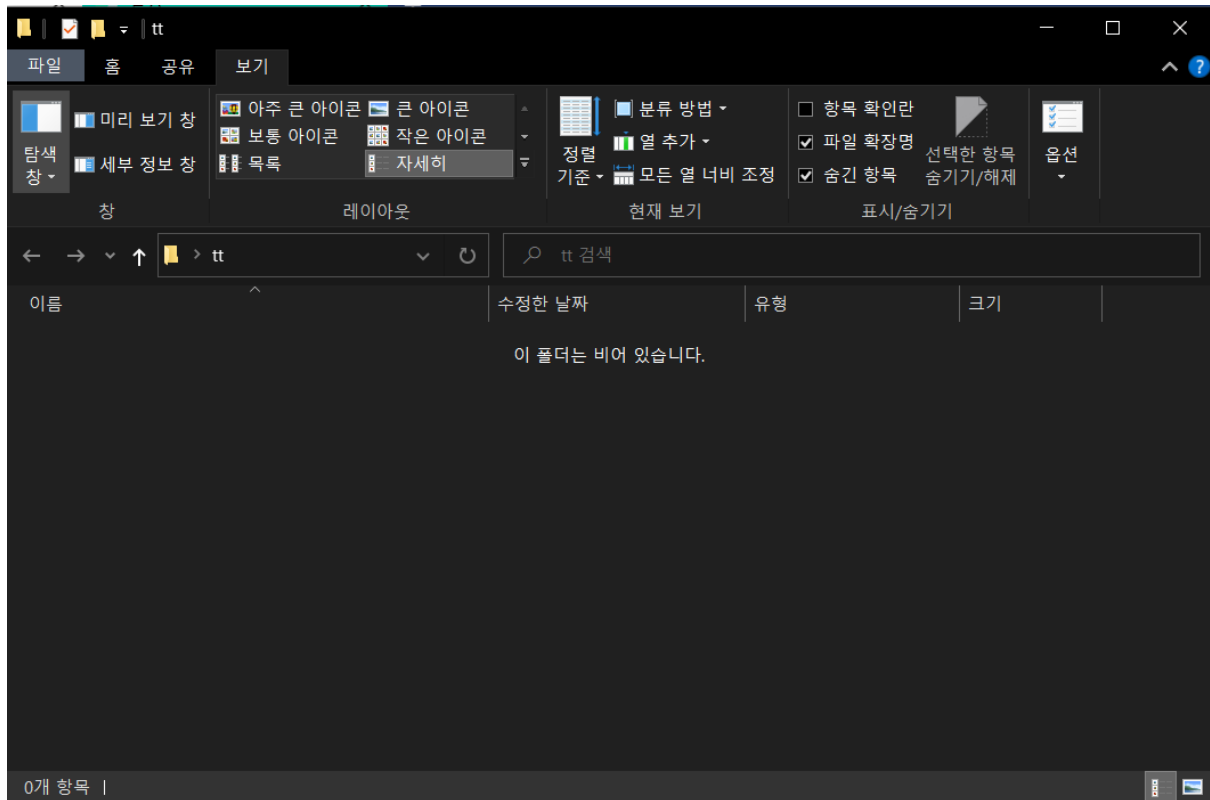 tt
파일 홈 공유 보기
탐색 창
미리 보기 창
세부 정보 창
창
아주 큰 아이콘 큰 아이콘
보통 아이콘 작은 아이콘
목록 자세히
레이아웃
정렬 기준
분류 방법
열 추가
모든 열 너비 조정
현재 보기
항목 확인란
파일 확장명
숨긴 항목
선택한 항목
숨기기/해제
표시/숨기기
옵션
tt
tt 검색
이름 수정한 날짜 유형 크기
이 폴더는 비어 있습니다.
0개 항목